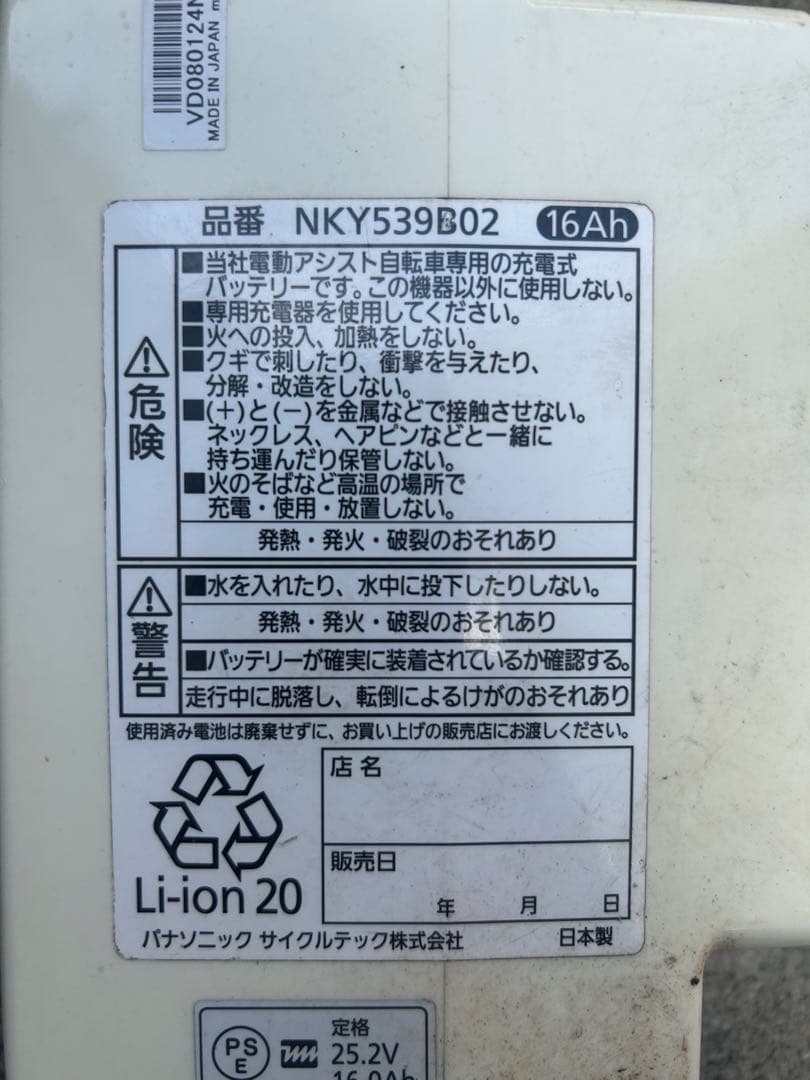 VD080124
MADE IN JAPAN
品番 NKY539B02 16Ah
危険
■当社電動アシスト自転車専用の充電式
バッテリーです。この機器以外に使用しない。
■専用充電器を使用してください。
■火への投入、加熱をしない。
■クギで刺したり、衝撃を与えたり、
分解・改造をしない。
■(+)と(−)を金属などで接触させない。
ネックレス、ヘアピンなどと一緒に
持ち運んだり保管しない。
■火のそばなど高温の場所で
充電・使用・放置しない。
発熱・発火・破裂のおそれあり
警告
■水を入れたり、水中に投下したりしない。
発熱・発火・破裂のおそれあり
■バッテリーが確実に装着されているか確認する。
走行中に脱落し、転倒によるけがのおそれあり
使用済み電池は廃棄せずに、お買い上げの販売店にお渡しください。
店名
販売日
年 月 日
Li-ion 20
パナソニック サイクルテック株式会社 日本製
PS
E
定格
25.2V
16.0Ah